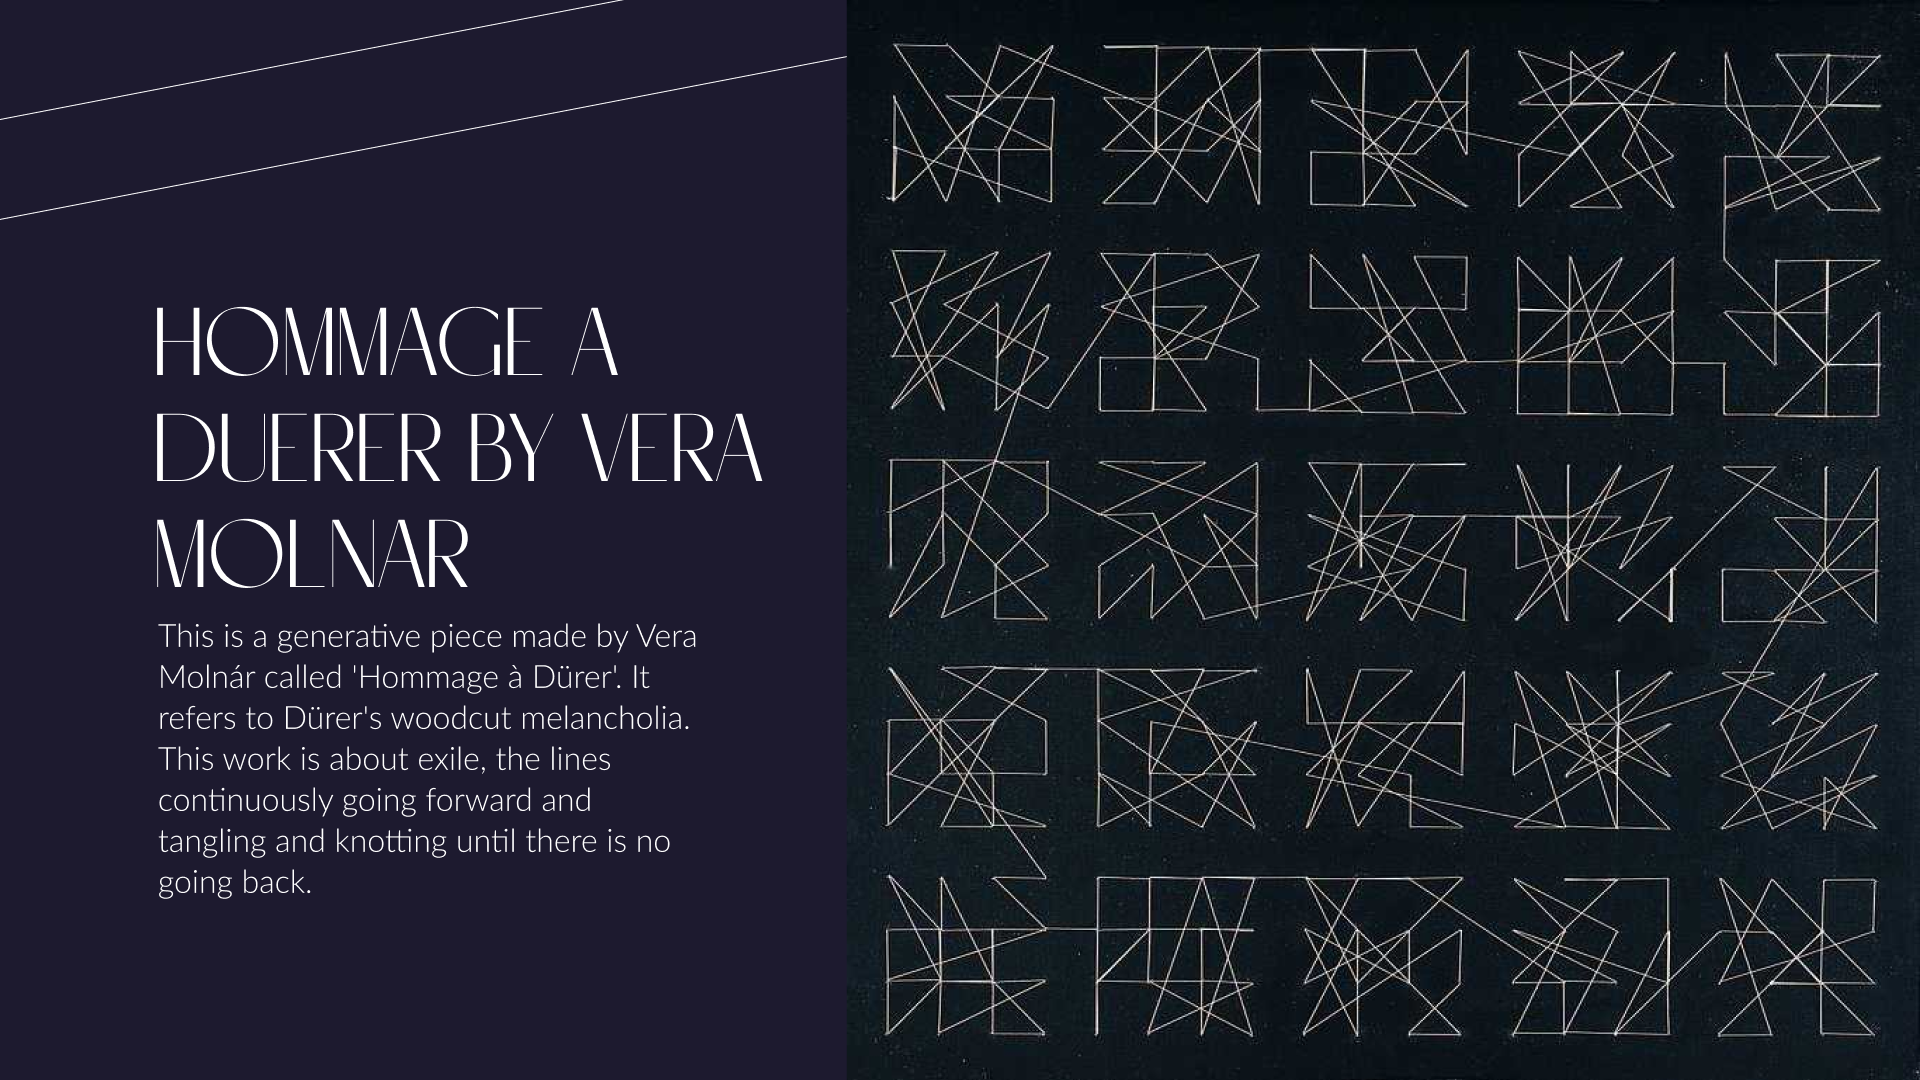 HOMMAGE A
DUERER BY VERA
MOLNAR
This is a generative piece made by Vera
Molnár called 'Hommage à Dürer'. It
refers to Dürer's woodcut melancholia.
This work is about exile, the lines
continuously going forward and
tangling and knotting until there is no
going back.